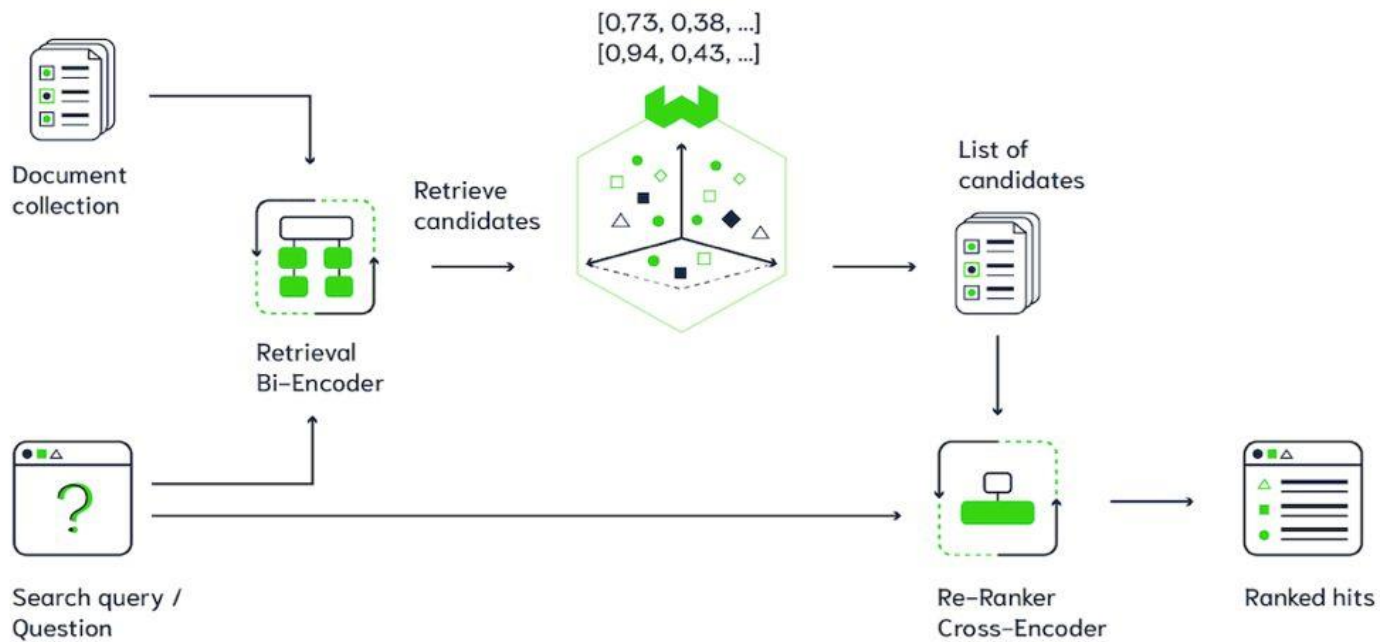 [0,73, 0,38, ...]
[0,94, 0,43, ...]
Document
collection
Retrieve
candidates
List of
candidates
Retrieval
Bi-Encoder
?
Search query /
Question
Re-Ranker
Cross-Encoder
Ranked hits